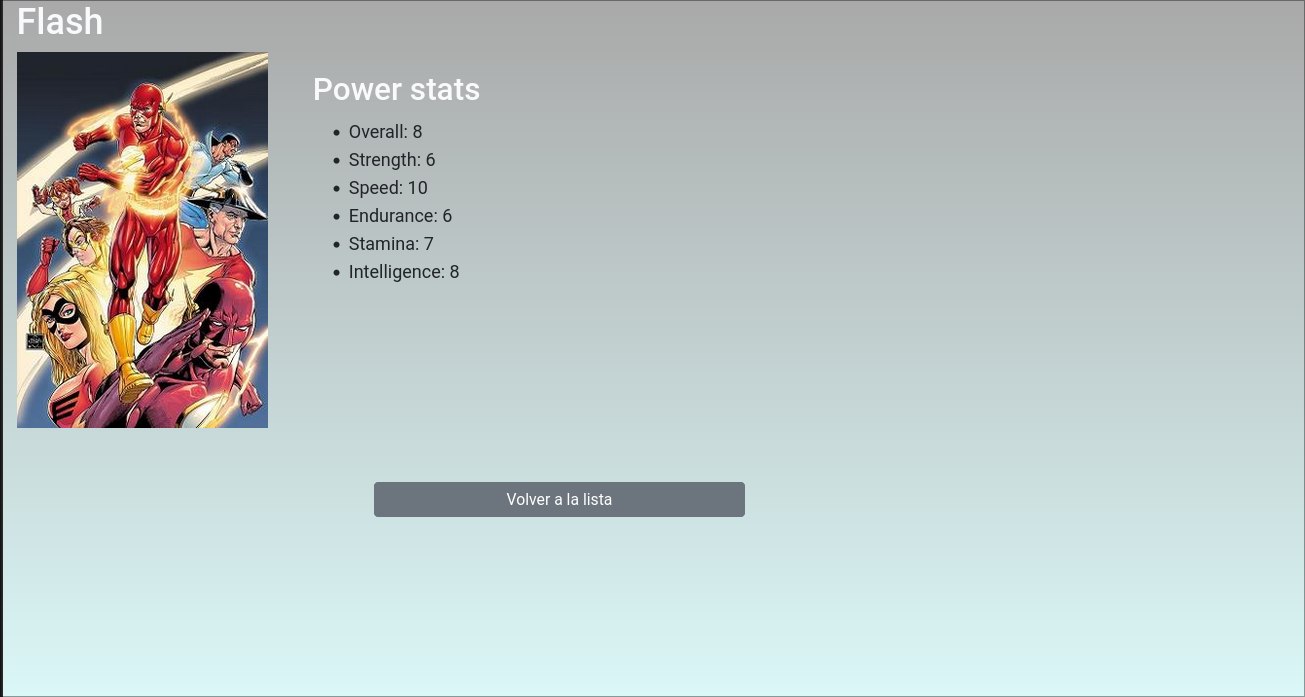 Flash
Power stats
Overall: 8
Strength: 6
Speed: 10
Endurance: 6
Stamina: 7
Intelligence: 8
Volver a la lista